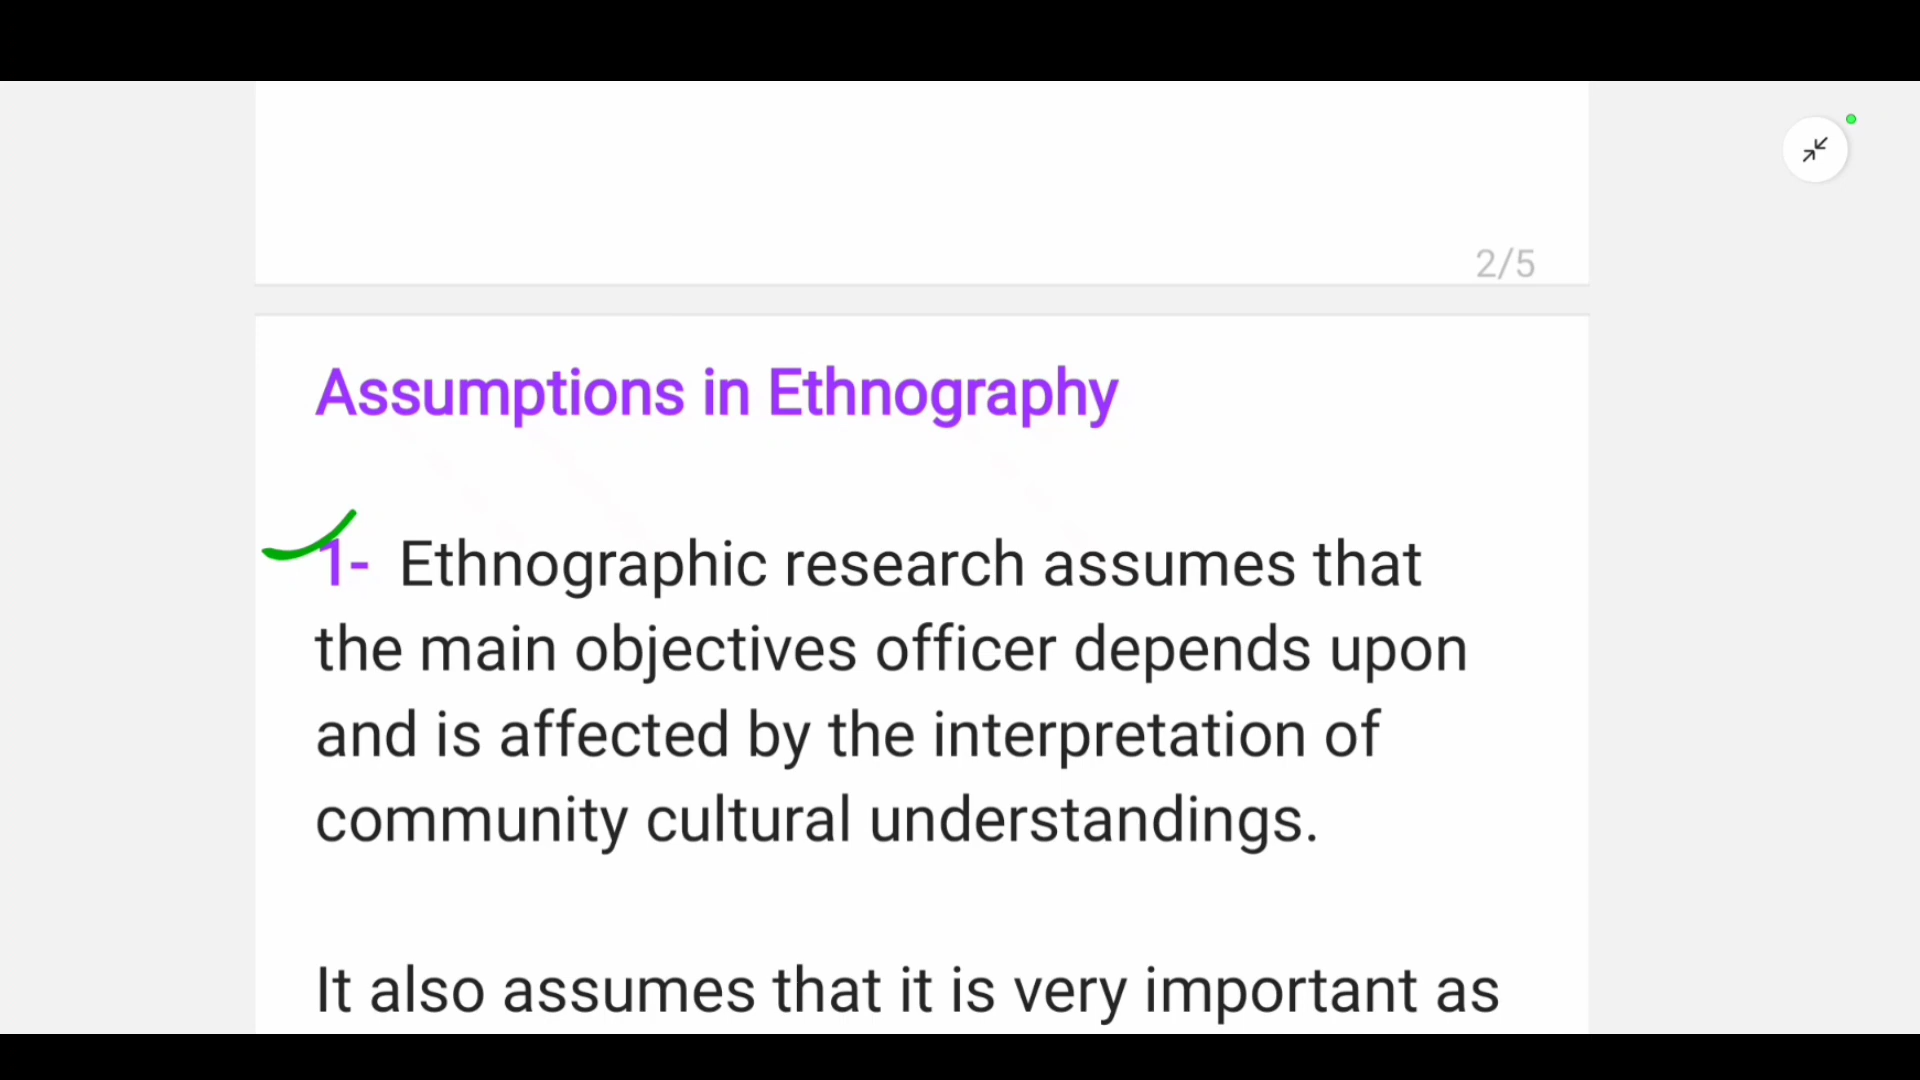 2/5
Assumptions in Ethnography
1- Ethnographic research assumes that
the main objectives officer depends upon
and is affected by the interpretation of
community cultural understandings.
It also assumes that it is very important as